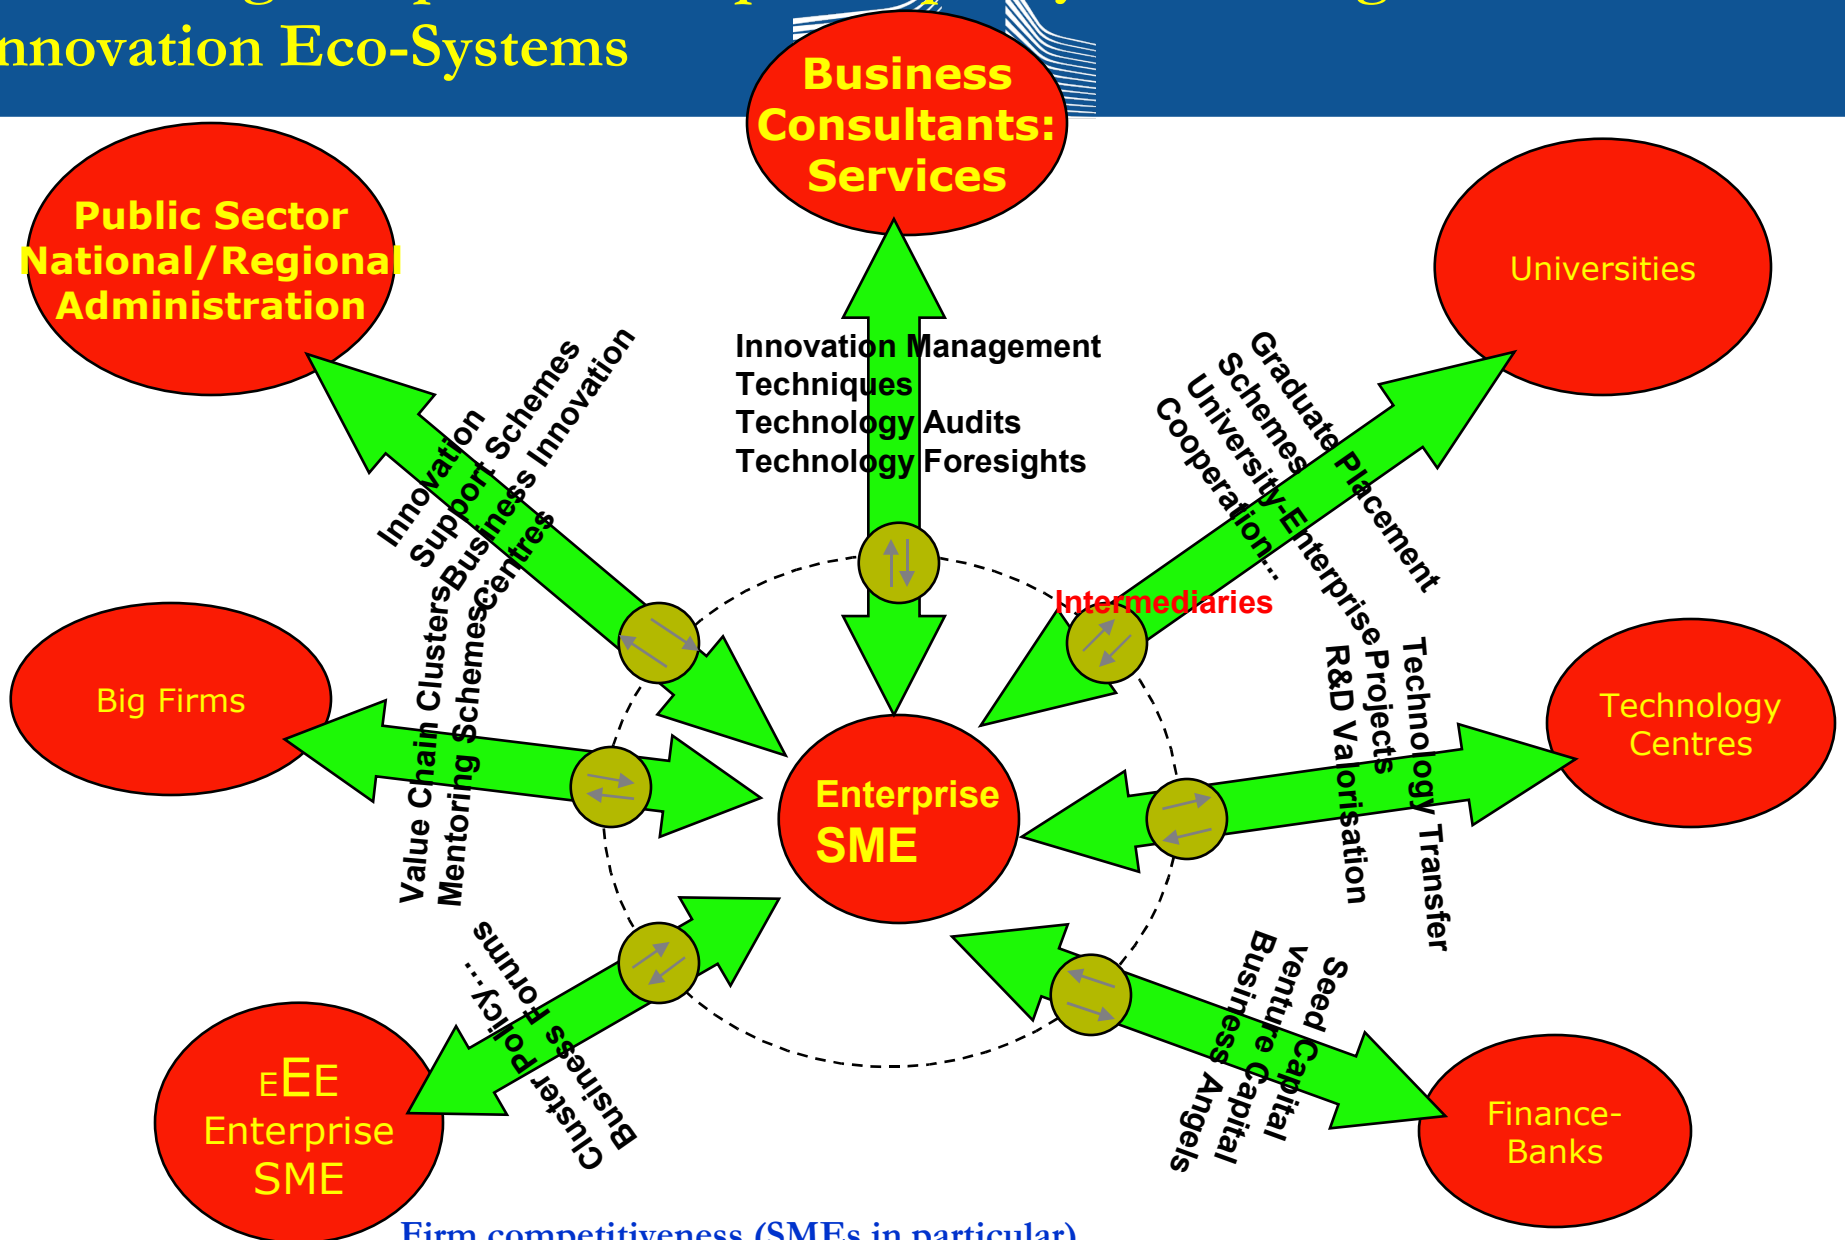 nnovation Eco-Systems
Business
Consultants:
Services
Public Sector
National/Regional
Administration
Universities
Innovation Management
Techniques
Technology Audits
Technology Foresights
Innovation
Support Schemes
Business Innovation
Centres
Graduate Placement
Schemes
University-Enterprise
Cooperation...
Intermediaries
Big Firms
Value Chain Clusters
Mentoring Schemes...
Technology Transfer
Projects
R&D Valorisation
Technology
Centres
Enterprise
SME
Business Forums
Cluster Policy...
Seed Capital
venture Capital
Business Angels
EEE
Enterprise
SME
Finance-
Banks
Firm competitiveness (SMEs in particular)